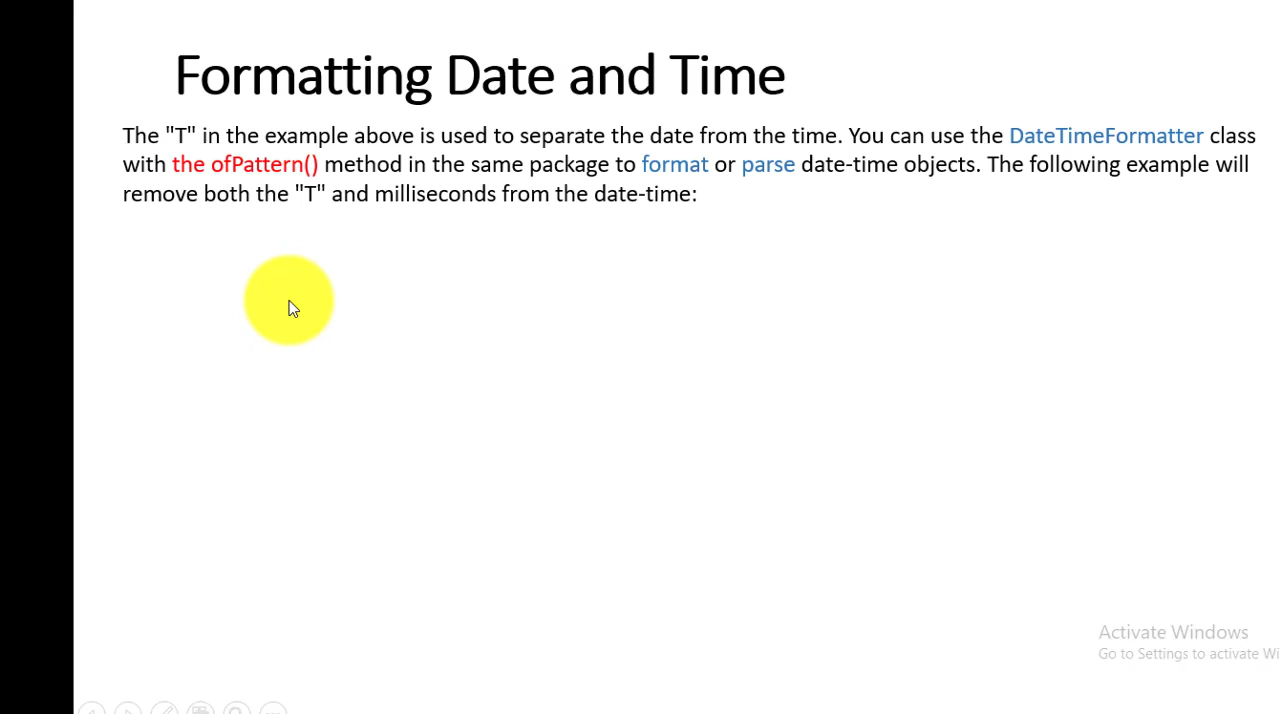 Formatting Date and Time
The "T" in the example above is used to separate the date from the time. You can use the DateTimeFormatter class
with the ofPattern() method in the same package to format or parse date-time objects. The following example will
remove both the "T" and milliseconds from the date-time:
Activate Windows
Go to Settings to activate Wi